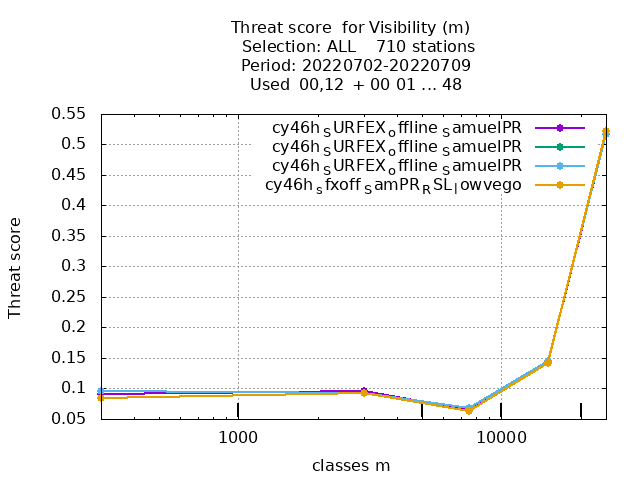 Threat score  for Visibility (m)
Selection: ALL    710 stations
Period: 20220702-20220709
Used  00,12  + 00 01 ... 48
cy46h_SURFEX_offline_SamuelPR
cy46h_SURFEX_offline_SamuelPR
cy46h_SURFEX_offline_SamuelPR
cy46h_sfxoff_SamPR_RSL_lowvego
0.55
0.5
0.45
0.4
0.35
0.3
0.25
0.2
0.15
0.1
0.05
Threat score
1000
10000
classes m